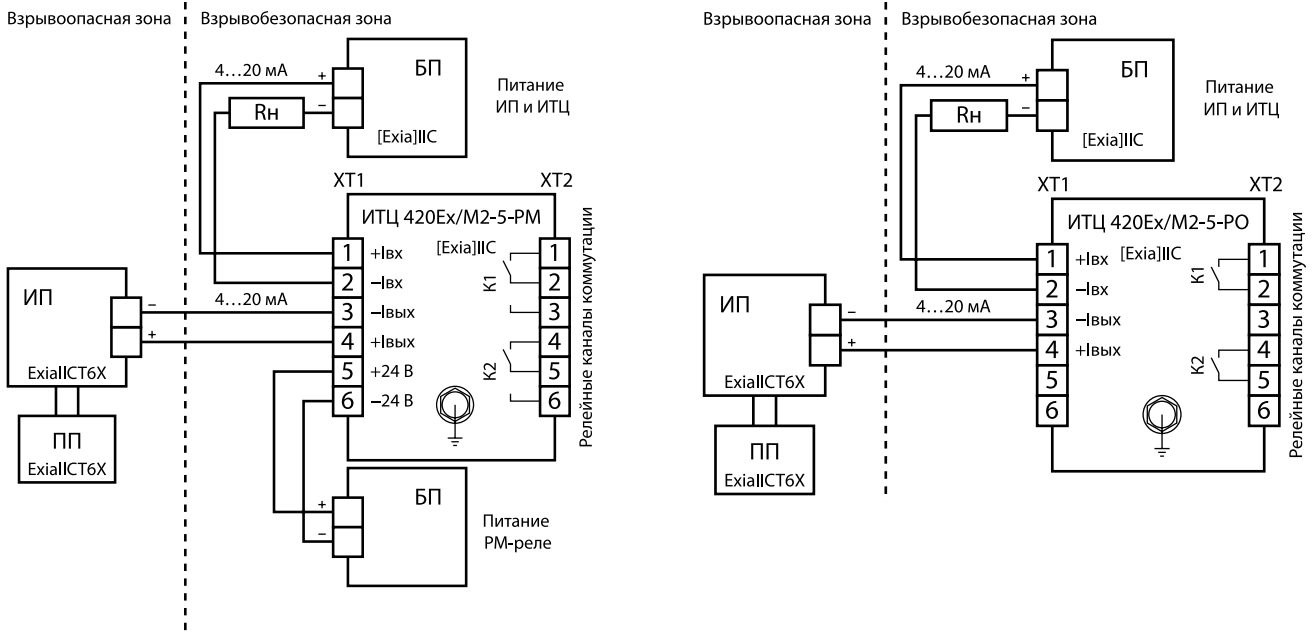 Взрывоопасная зона
Взрывобезопасная зона
4...20 мА
+
БП
Rн
–
[Exia]IIC
Питание
ИП и ИТЦ
XT1
XT2
ИТЦ 420Ex/M2-5-PM
[Exia]IIC
1 +Iвх
2 –Iвх
3 –Iвых
4 +Iвых
5 +24 В
6 –24 В
K1
K2
1
2
3
4
5
6
Релейные каналы коммутации
ИП
–
+
4...20 мА
ExiaIICT6X
ПП
ExiaIICT6X
БП
+
–
Питание
РМ-реле
Взрывоопасная зона
Взрывобезопасная зона
4...20 мА
+
БП
Rн
–
[Exia]IIC
Питание
ИП и ИТЦ
XT1
XT2
ИТЦ 420Ex/M2-5-PO
[Exia]IIC
1 +Iвх
2 –Iвх
3 –Iвых
4 +Iвых
5
6
K1
K2
1
2
3
4
5
6
Релейные каналы коммутации
ИП
–
+
4...20 мА
ExiaIICT6X
ПП
ExiaIICT6X